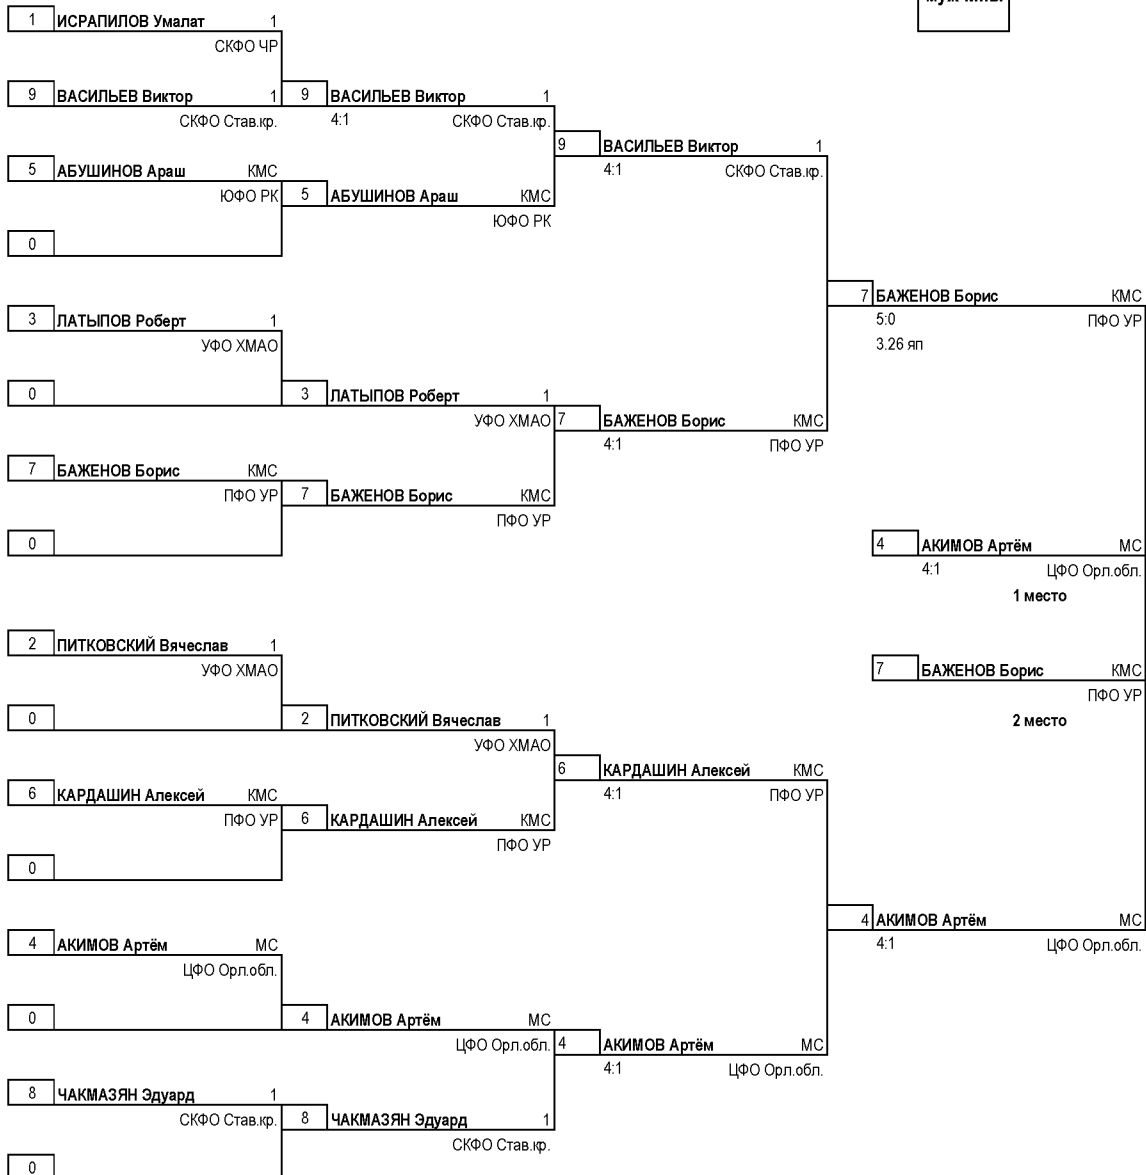 мужчины
1 ИСРАПИЛОВ Умалат 1
СКФО ЧР
9 ВАСИЛЬЕВ Виктор 1 9 ВАСИЛЬЕВ Виктор 1
СКФО Став.кр. 4:1 СКФО Став.кр.
9 ВАСИЛЬЕВ Виктор 1
5 АБУШИНОВ Араш КМС 4:1 СКФО Став.кр.
ЮФО РК 5 АБУШИНОВ Араш КМС
ЮФО РК
0
7 БАЖЕНОВ Борис КМС
3 ЛАТЫПОВ Роберт 1 5:0 ПФО УР
УФО ХМАО 3.26 яп
0 3 ЛАТЫПОВ Роберт 1
УФО ХМАО 7 БАЖЕНОВ Борис КМС
4:1 ПФО УР
7 БАЖЕНОВ Борис КМС
ПФО УР 7 БАЖЕНОВ Борис КМС
ПФО УР
0 4 АКИМОВ Артём МС
4:1 ЦФО Орл.обл.
1 место
2 ПИТКОВСКИЙ Вячеслав 1
УФО ХМАО 7 БАЖЕНОВ Борис КМС
ПФО УР
0 2 ПИТКОВСКИЙ Вячеслав 1 2 место
УФО ХМАО
6 КАРДАШИН Алексей КМС
6 КАРДАШИН Алексей КМС 4:1 ПФО УР
ПФО УР 6 КАРДАШИН Алексей КМС
ПФО УР
0
4 АКИМОВ Артём МС
4 АКИМОВ Артём МС 4:1 ЦФО Орл.обл.
ЦФО Орл.обл.
0 4 АКИМОВ Артём МС
ЦФО Орл.обл. 4 АКИМОВ Артём МС
4:1 ЦФО Орл.обл.
8 ЧАКМАЗЯН Эдуард 1
СКФО Став.кр. 8 ЧАКМАЗЯН Эдуард 1
СКФО Став.кр.
0